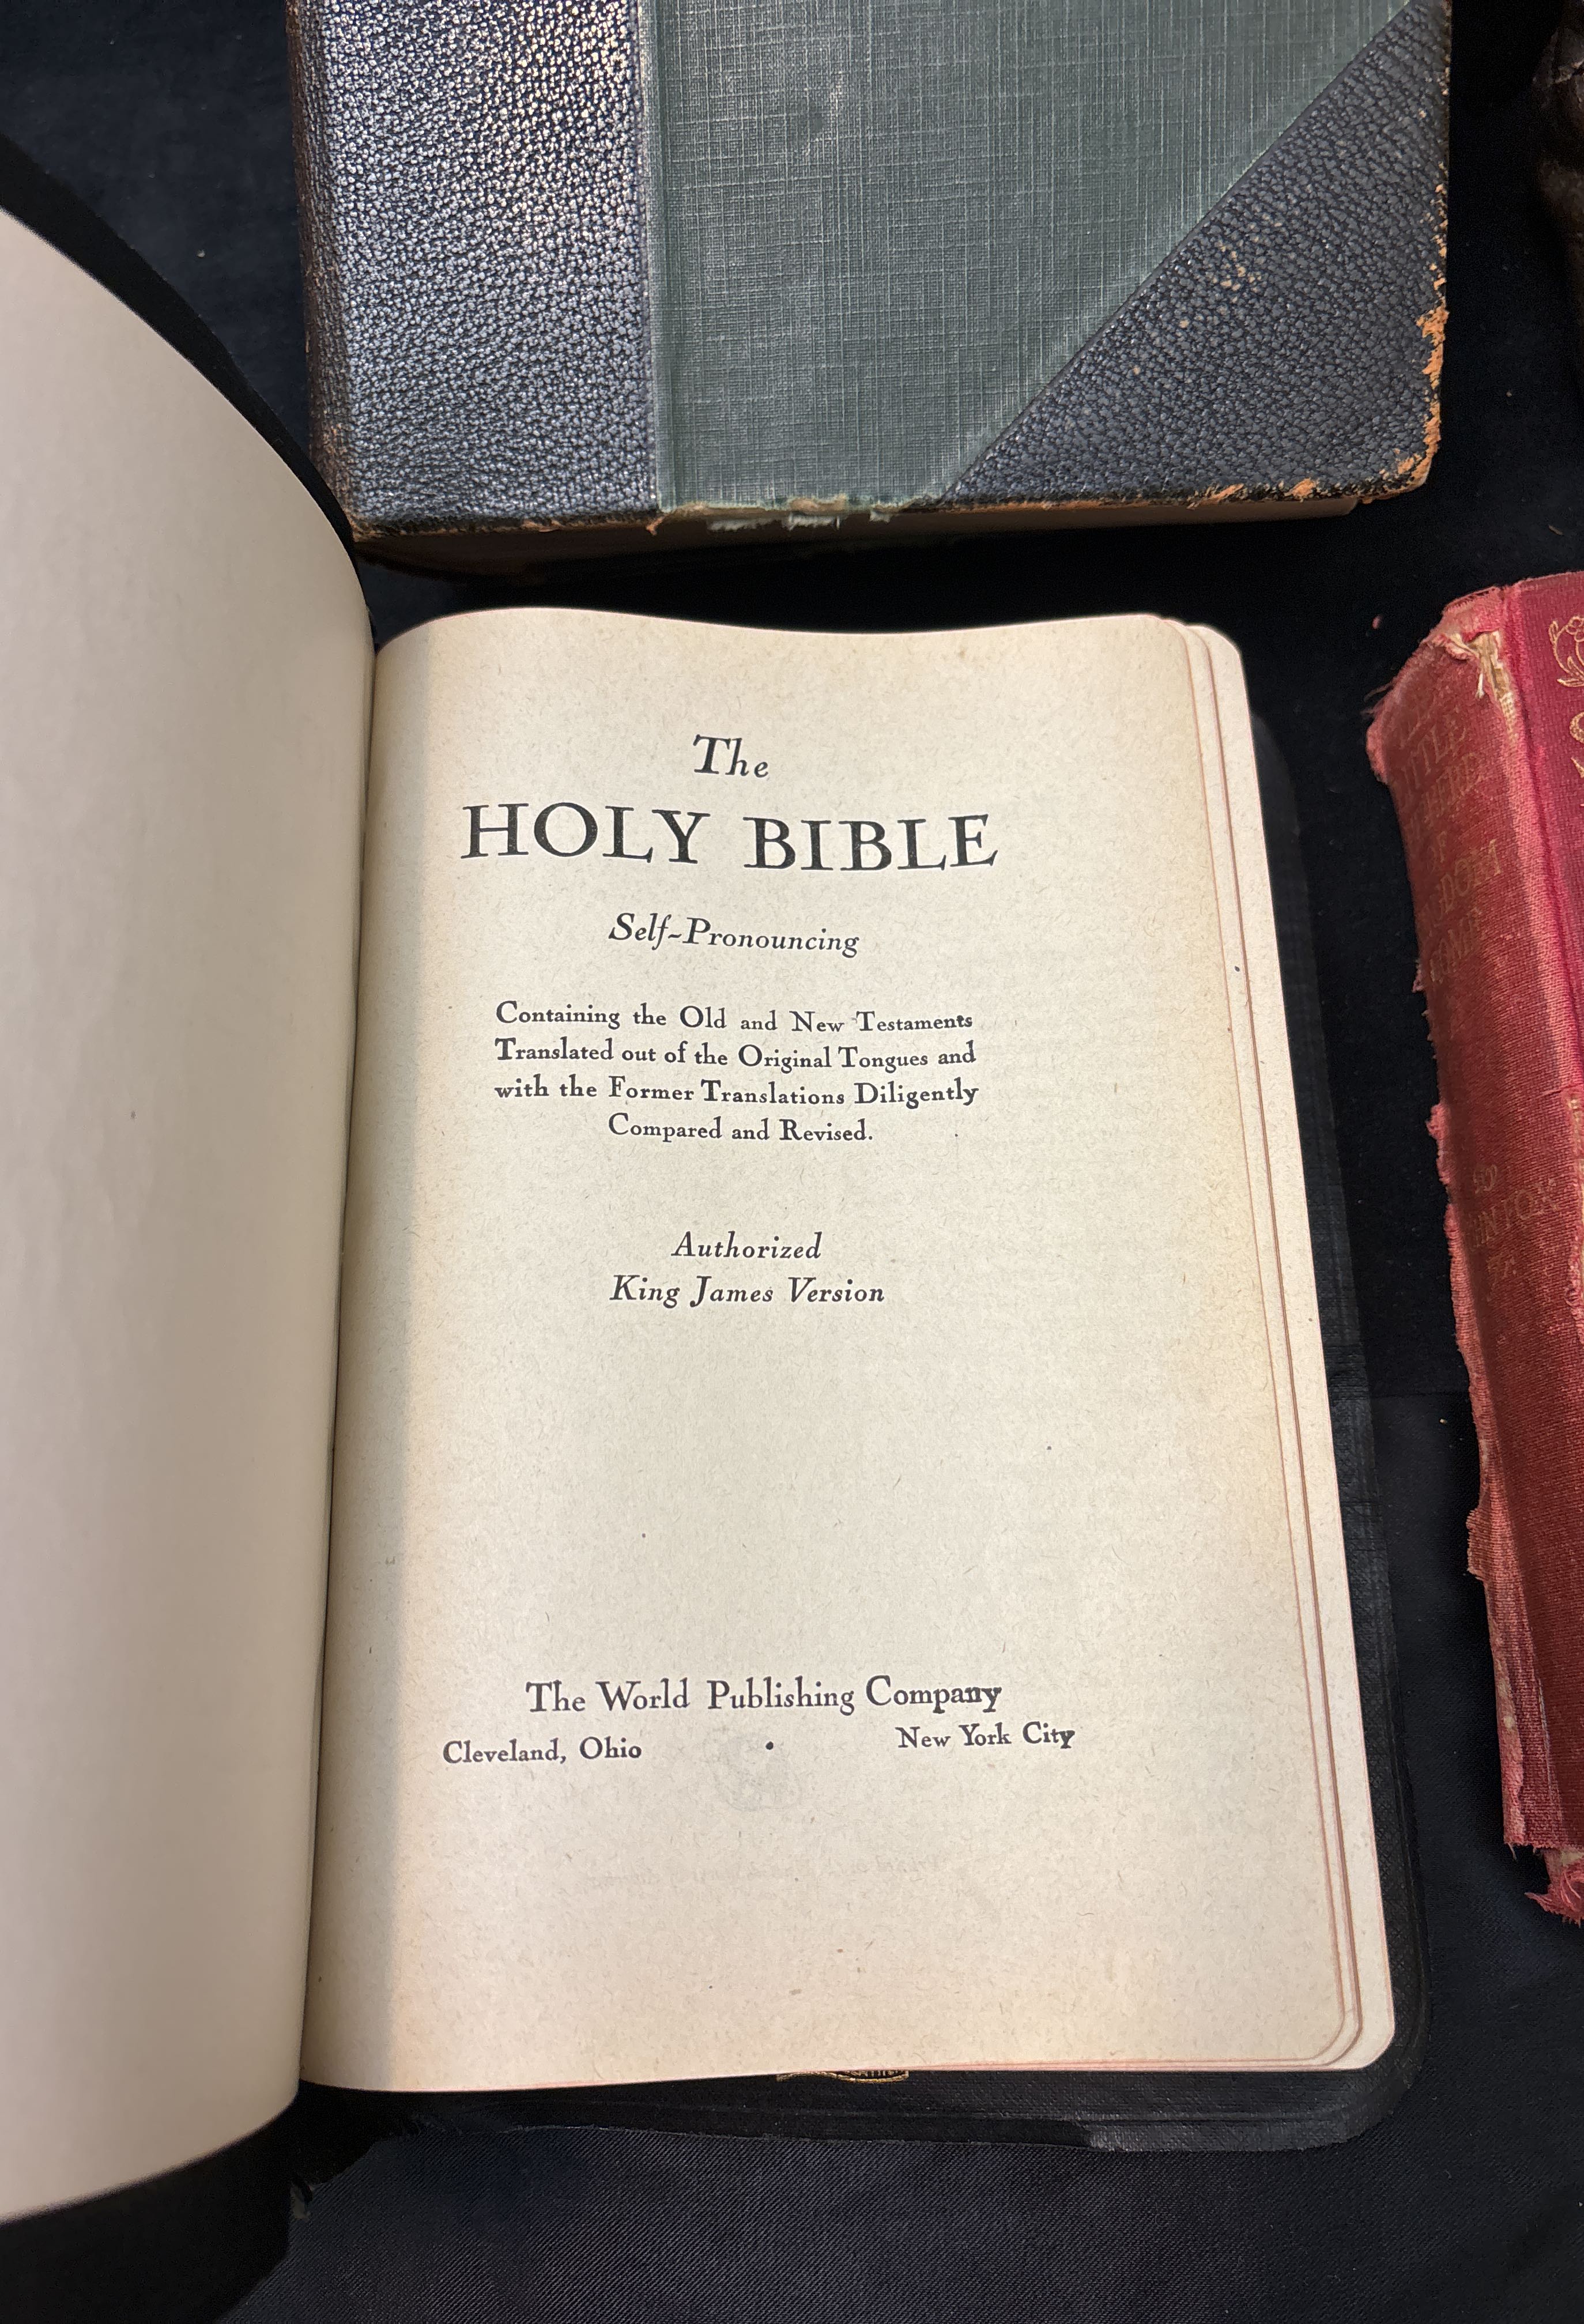 The
HOLY BIBLE
Self-Pronouncing
Containing the Old and New Testaments
Translated out of the Original Tongues and
with the Former Translations Diligently
Compared and Revised.
Authorized
King James Version
The World Publishing Company
Cleveland, Ohio • New York City
OF
COME